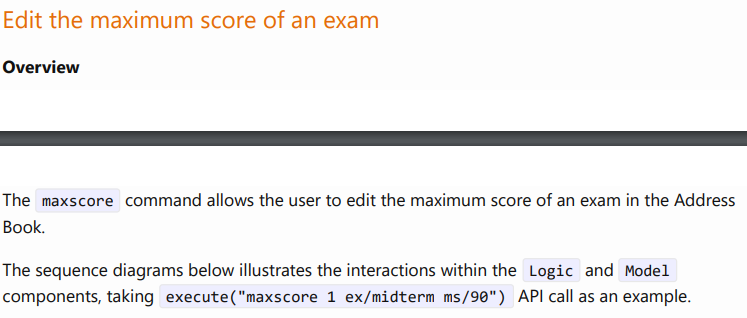 Edit the maximum score of an exam
Overview
The maxscore command allows the user to edit the maximum score of an exam in the Address
Book.
The sequence diagrams below illustrates the interactions within the Logic and Model
components, taking execute("maxscore 1 ex/midterm ms/90") API call as an example.